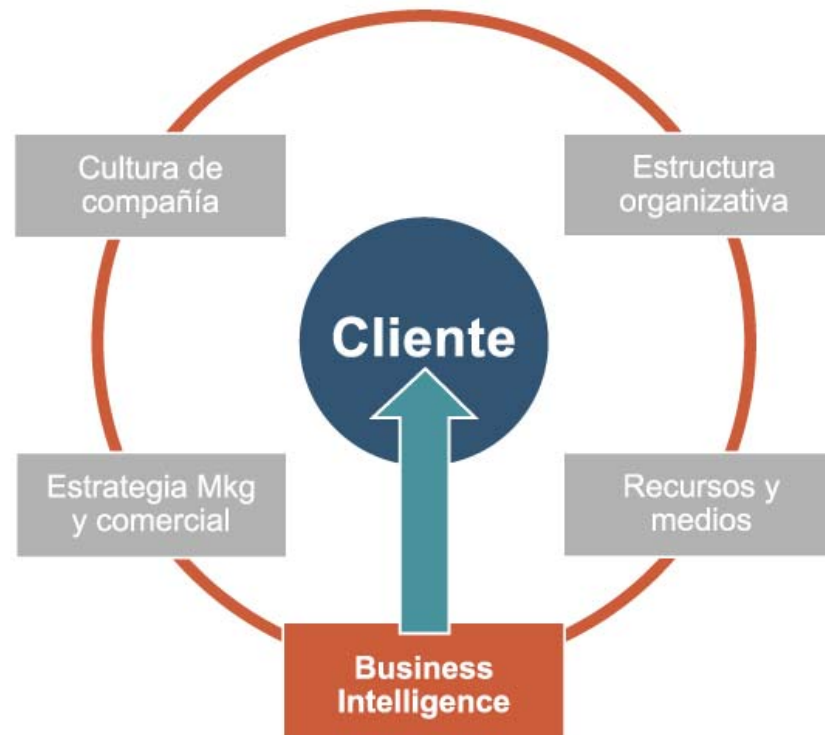 Cultura de
compañía
Estructura
organizativa
Cliente
Estrategia Mkg
y comercial
Recursos y
medios
Business
Intelligence